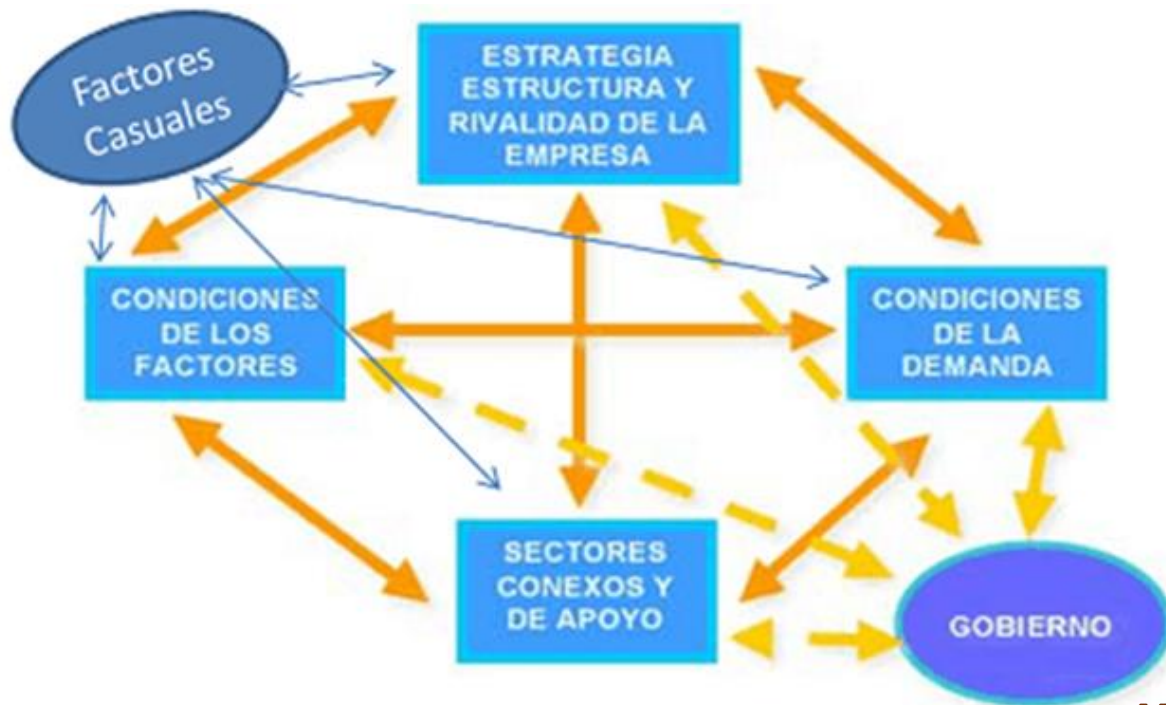 Factores
Casuales
ESTRATEGIA
ESTRUCTURA Y
RIVALIDAD DE LA
EMPRESA
CONDICIONES
DE LOS
FACTORES
CONDICIONES
DE LA
DEMANDA
SECTORES
CONEXOS Y
DE APOYO
GOBIERNO